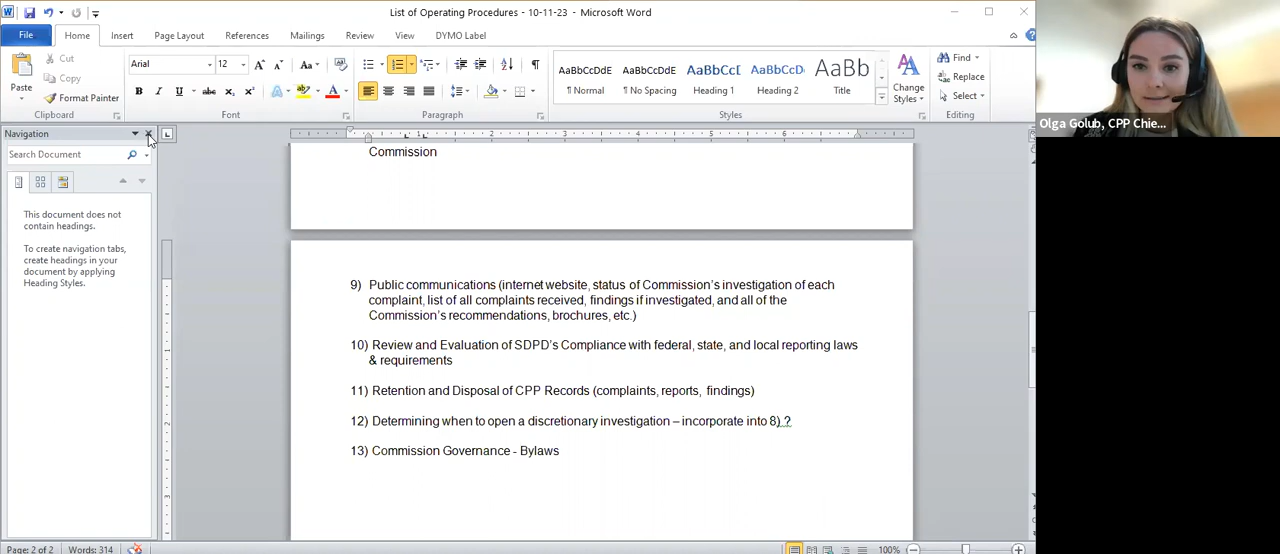 List of Operating Procedures - 10-11-23 - Microsoft Word
File Home Insert Page Layout References Mailings Review View DYMO Label
Paste
Cut
Copy
Format Painter
Clipboard
Arial 12
Font
Paragraph
AaBbCcDdE AaBbCcDdE AaBbC( AaBbCcD AaBb
¶ Normal ¶ No Spacing Heading 1 Heading 2 Title
Change
Styles
Styles
Find
Replace
Select
Editing
Olga Golub, CPP Chie...
Navigation
Search Document
This document does not
contain headings.
To create navigation tabs,
create headings in your
document by applying
Heading Styles.
Commission
9) Public communications (internet website, status of Commission’s investigation of each
complaint, list of all complaints received, findings if investigated, and all of the
Commission’s recommendations, brochures, etc.)
10) Review and Evaluation of SDPD’s Compliance with federal, state, and local reporting laws
& requirements
11) Retention and Disposal of CPP Records (complaints, reports, findings)
12) Determining when to open a discretionary investigation – incorporate into 8) ?
13) Commission Governance - Bylaws
Page: 2 of 2 Words: 314 100%